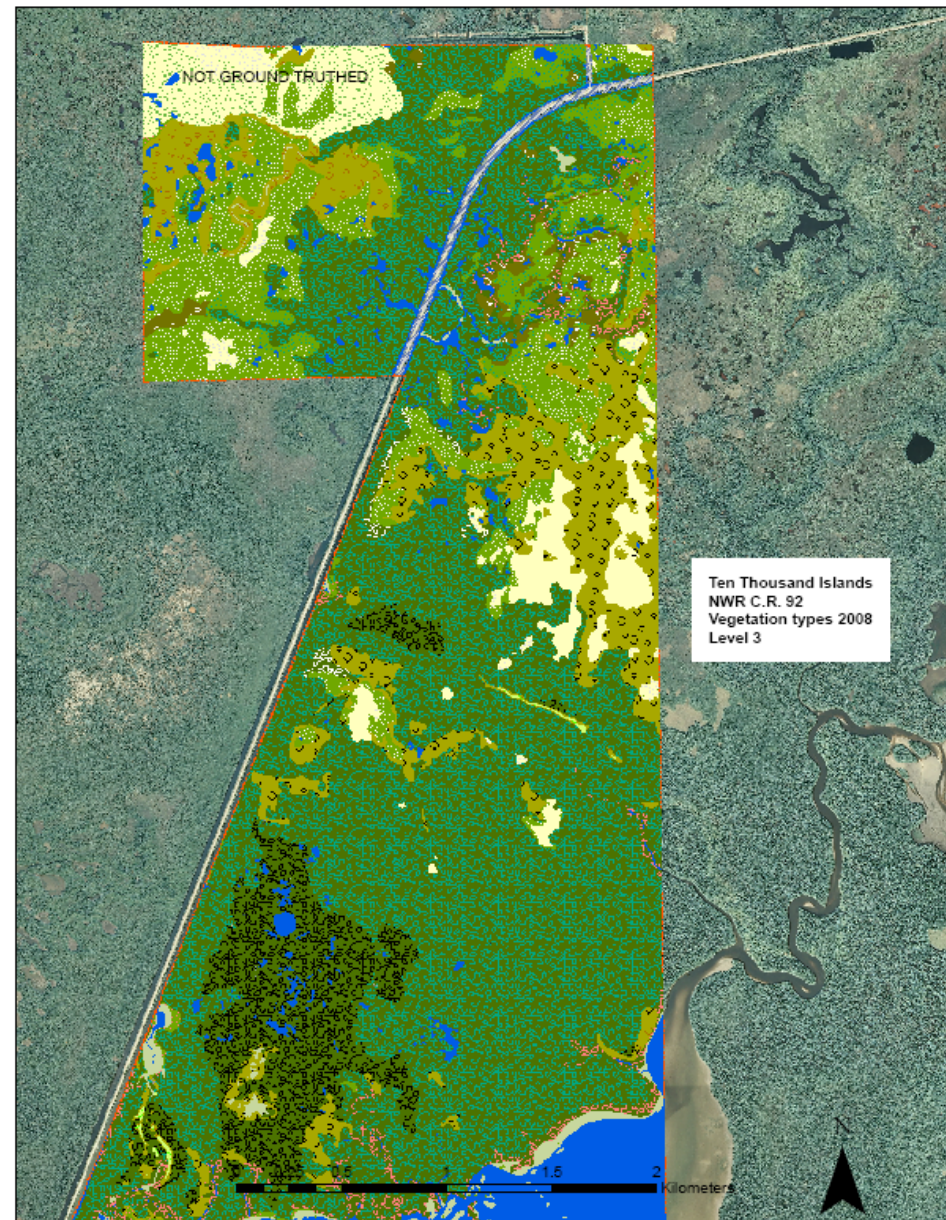 NOT GROUND TRUTHED
Ten Thousand Islands
NWR C.R. 92
Vegetation types 2008
Level 3
N
0.5
1
1.5
2
Kilometers